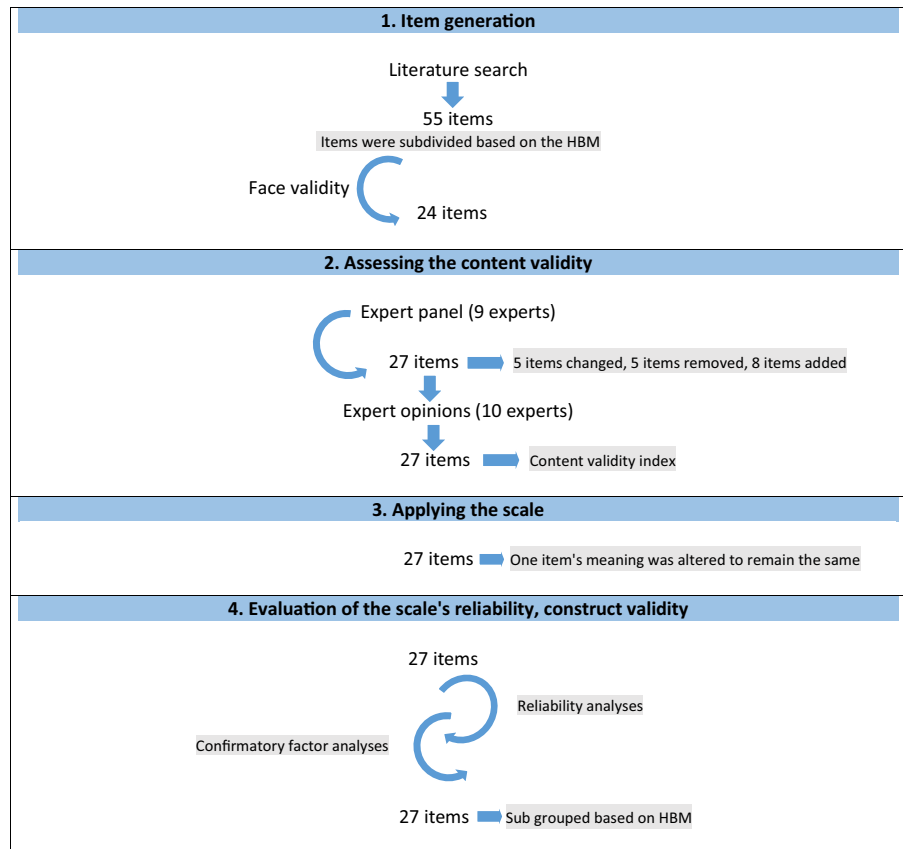 1. Item generation
Literature search
55 items
Items were subdivided based on the HBM
Face validity
24 items
2. Assessing the content validity
Expert panel (9 experts)
27 items
5 items changed, 5 items removed, 8 items added
Expert opinions (10 experts)
27 items
Content validity index
3. Applying the scale
27 items
One item's meaning was altered to remain the same
4. Evaluation of the scale's reliability, construct validity
27 items
Reliability analyses
Confirmatory factor analyses
27 items
Sub grouped based on HBM